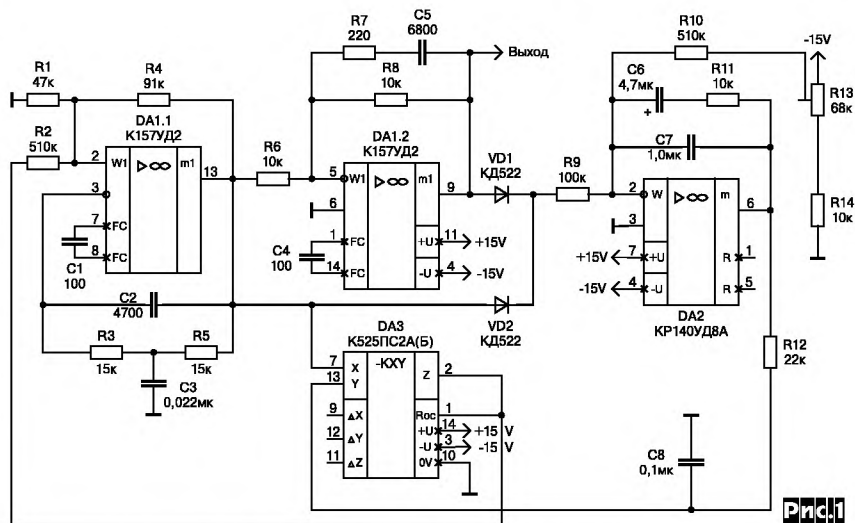 R7
220
C5
6800
Выход
R10
510к
-15V
R1
47к
R4
91к
R8
10к
C6
4,7мк
+
R11
10к
R13
68к
R2
510к
DA1.1
К157УД2
2
W1
▷∞
m1
13
3
7
FC
8
FC
C1
100
R6
10к
DA1.2
К157УД2
5
W1
▷∞
m1
9
6
1
FC
14
FC
+U
11
+15V
-U
4
-15V
C4
100
VD1
КД522
R9
100к
C7
1,0мк
2
W
▷∞
m
6
3
+15V
7
+U
R
1
-15V
4
-U
R
5
DA2
КР140УД8А
R14
10к
C2
4700
VD2
КД522
R3
15к
R5
15к
C3
0,022мк
DA3
К525ПС2А(Б)
7
X
-KXY
Z
2
13
Y
9
ΔX
Roc
1
12
ΔY
+U
14
+15 V
-U
3
-15 V
11
ΔZ
0V
10
R12
22к
C8
0,1мк
Рис.1